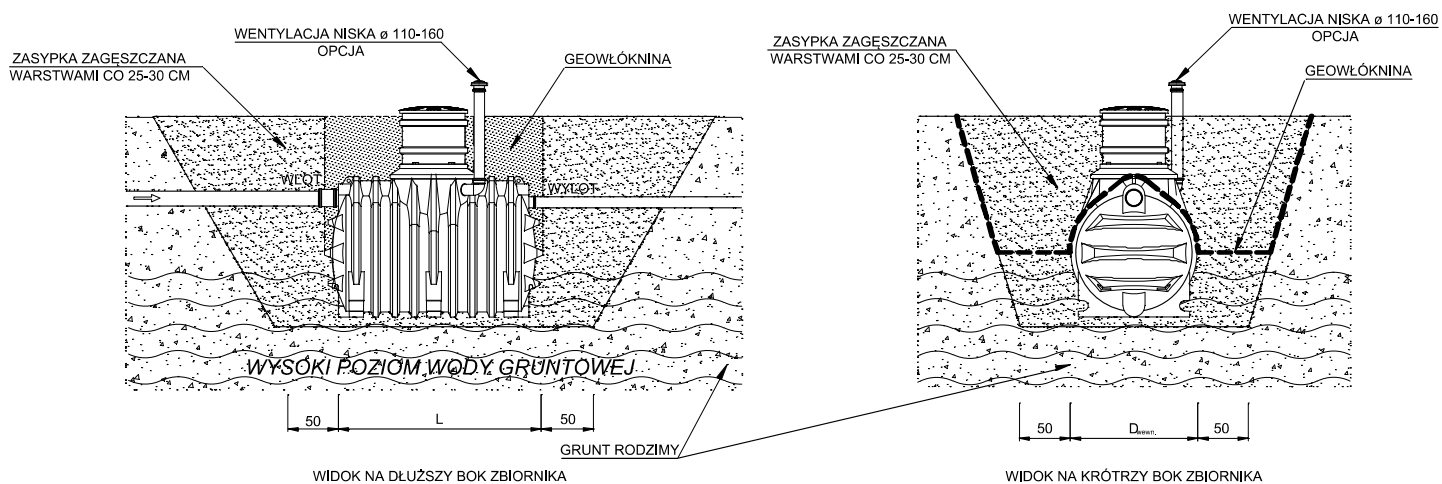 WENTYLACJA NISKA ø 110-160
OPCJA
ZASYPKA ZAGĘSZCZANA
WARSTWAMI CO 25-30 CM
GEOWŁÓKNINA
WLOT
WYLOT
WYSOKI POZIOM WODY GRUNTOWEJ
50
L
50
GRUNT RODZIMY
WIDOK NA DŁUŻSZY BOK ZBIORNIKA
WENTYLACJA NISKA ø 110-160
OPCJA
ZASYPKA ZAGĘSZCZANA
WARSTWAMI CO 25-30 CM
GEOWŁÓKNINA
50
Dwewn.
50
WIDOK NA KRÓTRZY BOK ZBIORNIKA